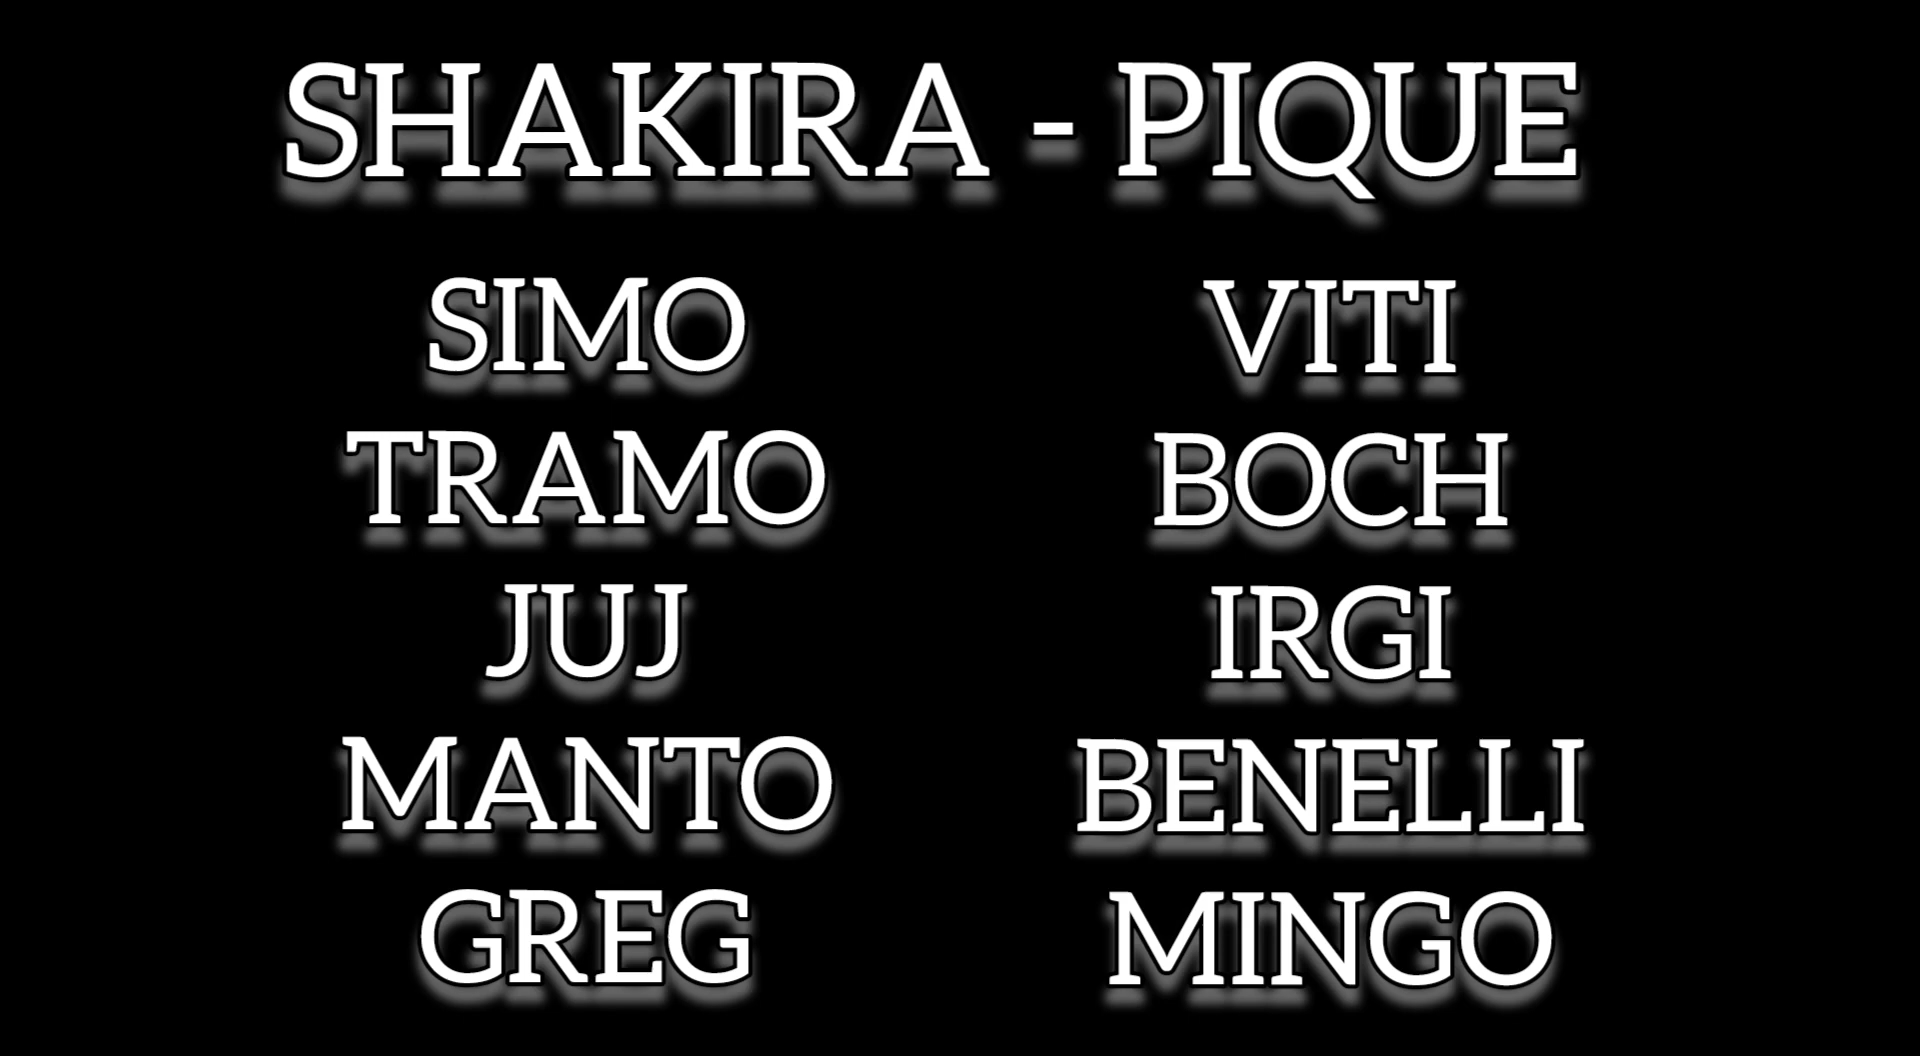 SHAKIRA - PIQUE
SIMO VITI
TRAMO BOCH
JUJ IRGI
MANTO BENELLI
GREG MINGO